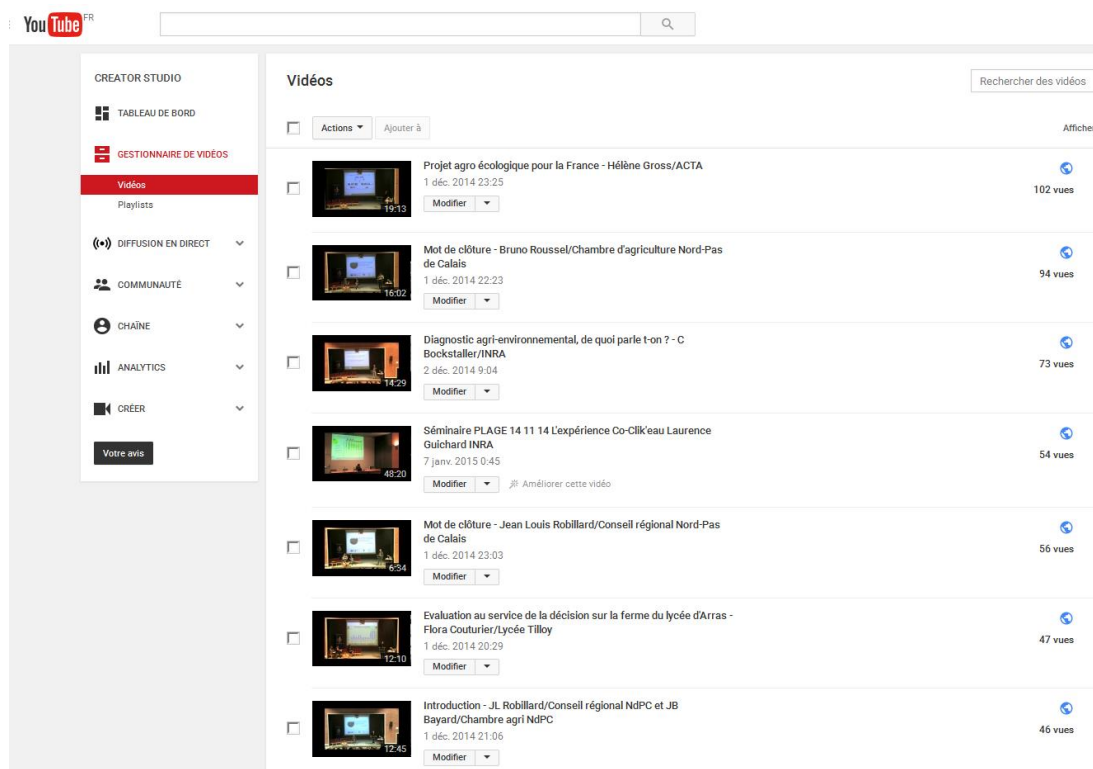 YouTube FR
CREATOR STUDIO
TABLEAU DE BORD
GESTIONNAIRE DE VIDÉOS
Vidéos
Playlists
DIFFUSION EN DIRECT
COMMUNAUTÉ
CHAÎNE
ANALYTICS
CRÉER
Votre avis
Vidéos
Rechercher des vidéos
Actions
Ajouter à
Afficher
Projet agro écologique pour la France - Hélène Gross/ACTA
1 déc. 2014 23:25
Modifier
19:13
102 vues
Mot de clôture - Bruno Roussel/Chambre d'agriculture Nord-Pas
de Calais
1 déc. 2014 22:23
Modifier
16:02
94 vues
Diagnostic agri-environnemental, de quoi parle t-on ? - C
Bockstaller/INRA
2 déc. 2014 9:04
Modifier
14:29
73 vues
Séminaire PLAGE 14 11 14 L'expérience Co-Clik'eau Laurence
Guichard INRA
7 janv. 2015 0:45
Modifier
Améliorer cette vidéo
48:20
54 vues
Mot de clôture - Jean Louis Robillard/Conseil régional Nord-Pas
de Calais
1 déc. 2014 23:03
Modifier
6:34
56 vues
Evaluation au service de la décision sur la ferme du lycée d'Arras -
Flora Couturier/Lycée Tilloy
1 déc. 2014 20:29
Modifier
12:10
47 vues
Introduction - JL Robillard/Conseil régional NdPC et JB
Bayard/Chambre agri NdPC
1 déc. 2014 21:06
Modifier
12:45
46 vues